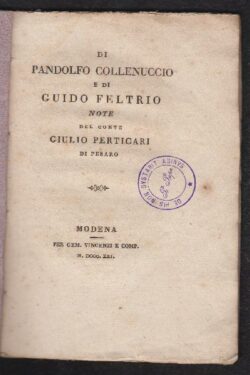 DI
PANDOLFO COLLENUCCIO
E DI
GUIDO FELTRIO
NOTE
DEL CONTE
GIULIO PERTICARI
DI PESARO
MODENA
PER GEM. VINCENZI E COMP.